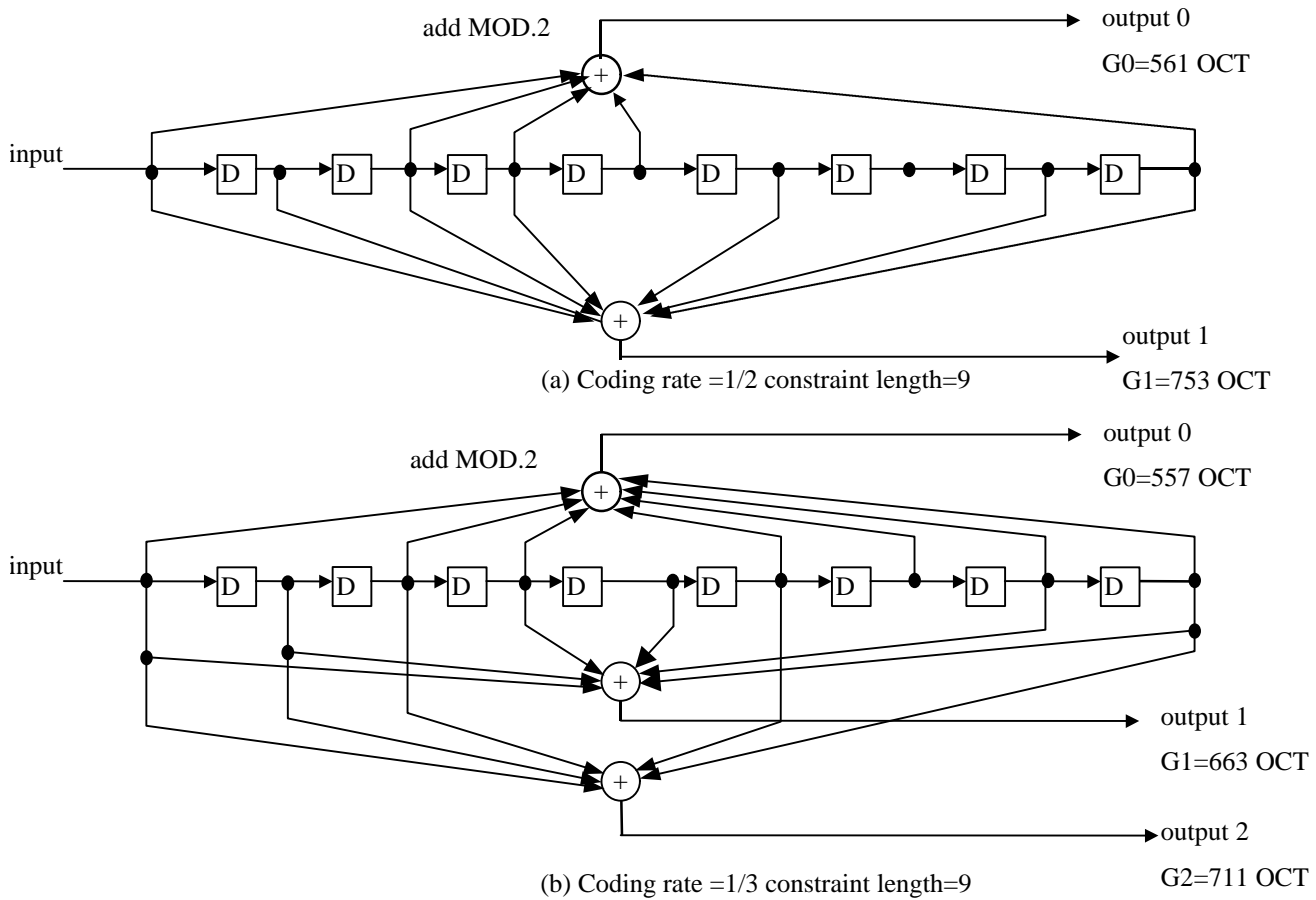 add MOD.2
output 0
G0=561 OCT
+
input
D D D D D D D D
+
output 1
G1=753 OCT
(a) Coding rate =1/2 constraint length=9
output 0
add MOD.2
G0=557 OCT
+
input
D D D D D D D D
+
output 1
G1=663 OCT
+
output 2
G2=711 OCT
(b) Coding rate =1/3 constraint length=9